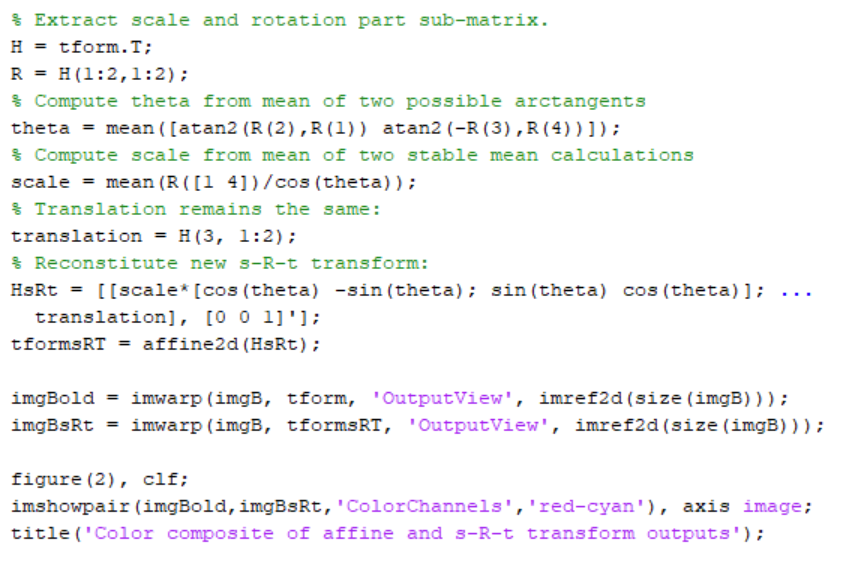 % Extract scale and rotation part sub-matrix.
H = tform.T;
R = H(1:2,1:2);
% Compute theta from mean of two possible arctangents
theta = mean([atan2(R(2),R(1)) atan2(-R(3),R(4))]);
% Compute scale from mean of two stable mean calculations
scale = mean(R([1 4])/cos(theta));
% Translation remains the same:
translation = H(3, 1:2);
% Reconstitute new s-R-t transform:
HsRt = [[scale*[cos(theta) -sin(theta); sin(theta) cos(theta)]; ...
  translation], [0 0 1]'];
tformsRT = affine2d(HsRt);

imgBold = imwarp(imgB, tform, 'OutputView', imref2d(size(imgB)));
imgBsRt = imwarp(imgB, tformsRT, 'OutputView', imref2d(size(imgB)));

figure(2), clf;
imshowpair(imgBold,imgBsRt,'ColorChannels','red-cyan'), axis image;
title('Color composite of affine and s-R-t transform outputs');